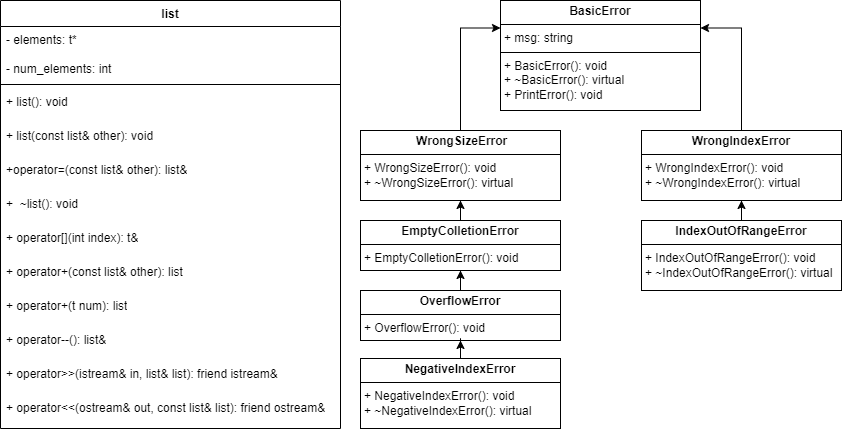 list
- elements: t*
- num_elements: int
+ list(): void
+ list(const list& other): void
+operator=(const list& other): list&
+  ~list(): void
+ operator[](int index): t&
+ operator+(const list& other): list
+ operator+(t num): list
+ operator--(): list&
+ operator>>(istream& in, list& list): friend istream&
+ operator<<(ostream& out, const list& list): friend ostream&
BasicError
+ msg: string
+ BasicError(): void
+ ~BasicError(): virtual
+ PrintError(): void
WrongSizeError
+ WrongSizeError(): void
+ ~WrongSizeError(): virtual
EmptyColletionError
+ EmptyColletionError(): void
OverflowError
+ OverflowError(): void
NegativeIndexError
+ NegativeIndexError(): void
+ ~NegativeIndexError(): virtual
WrongIndexError
+ WrongIndexError(): void
+ ~WrongIndexError(): virtual
IndexOutOfRangeError
+ IndexOutOfRangeError(): void
+ ~IndexOutOfRangeError(): virtual